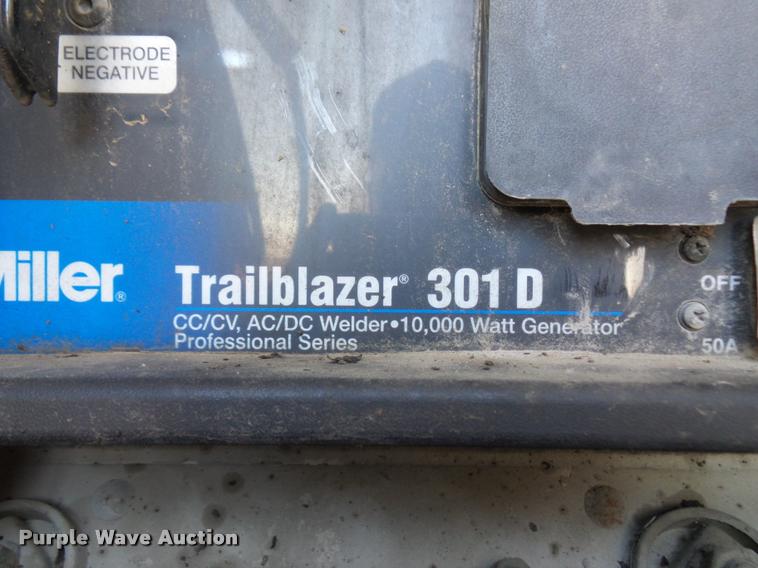 ELECTRODE
NEGATIVE
Miller®
Trailblazer® 301 D
CC/CV, AC/DC Welder•10,000 Watt Generator
Professional Series
OFF
50A
Purple Wave Auction